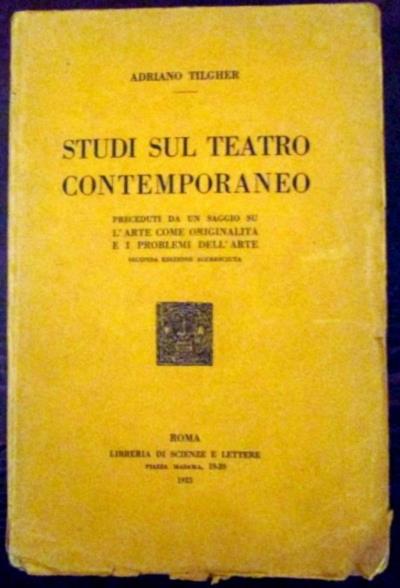 ADRIANO TILGHER
STUDI SUL TEATRO
CONTEMPORANEO
PRECEDUTI DA UN SAGGIO SU
L'ARTE COME ORIGINALITÀ
E I PROBLEMI DELL'ARTE
SECONDA EDIZIONE ACCRESCIUTA
ROMA
LIBRERIA DI SCIENZE E LETTERE
PIAZZA MADAMA, 19-20
1923